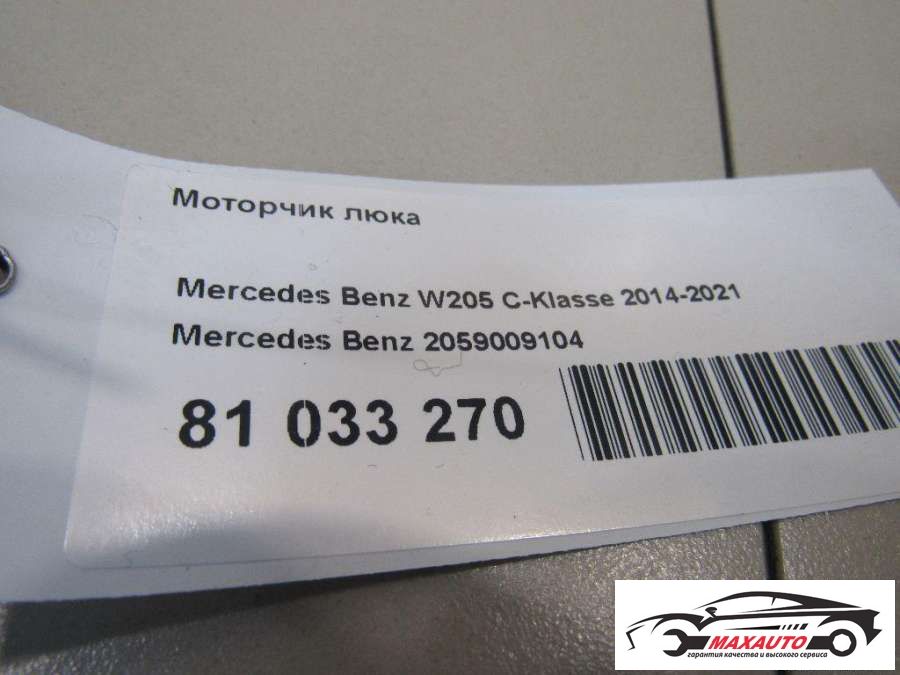 Моторчик люка
Mercedes Benz W205 C-Klasse 2014-2021
Mercedes Benz 2059009104
81 033 270
MAXAUTO
гарантия качества и высокого сервиса